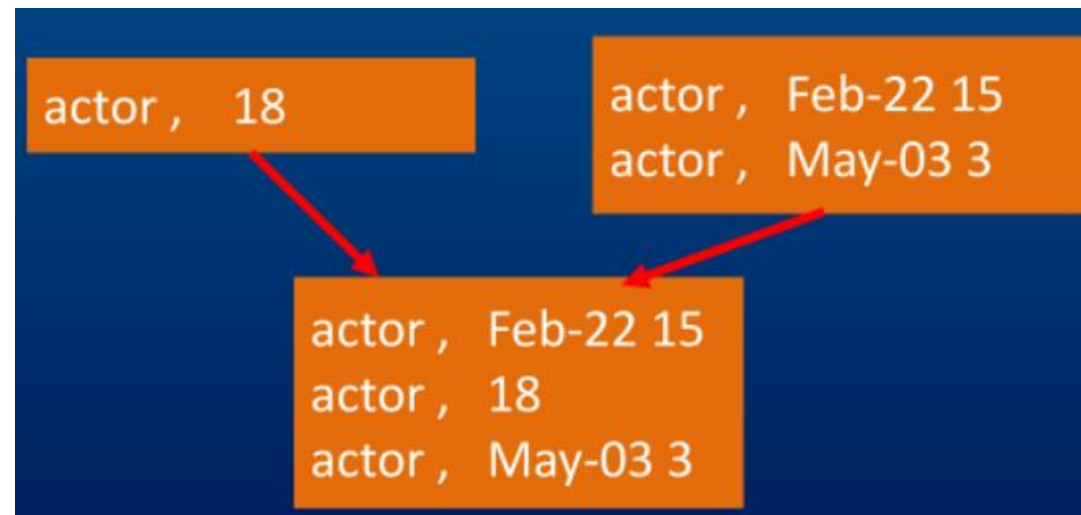 actor , 18
actor , Feb-22 15
actor , May-03 3
actor , Feb-22 15
actor , 18
actor , May-03 3